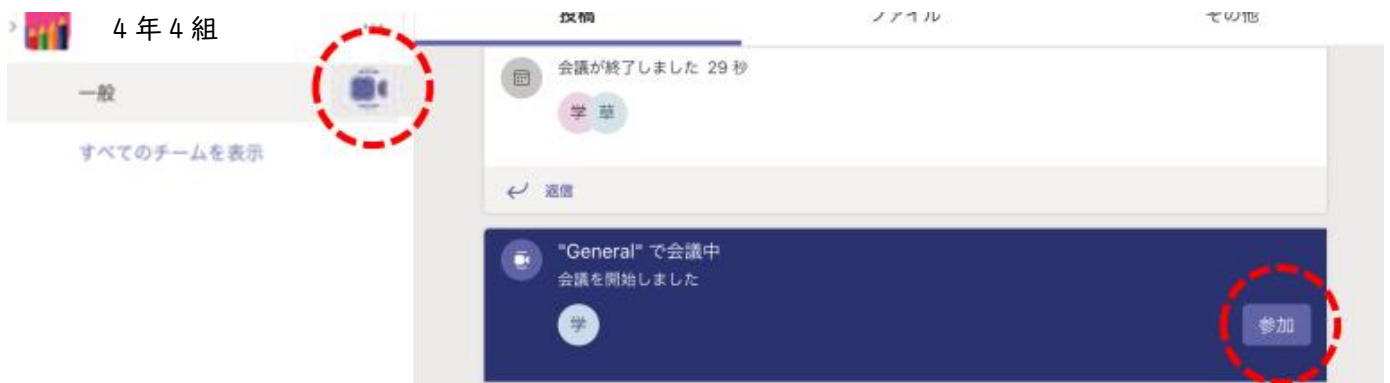 4年4組
一般
すべてのチームを表示
投稿 ファイル その他
会議が終了しました 29 秒
学 草
返信
"General" で会議中
会議を開始しました
学
参加